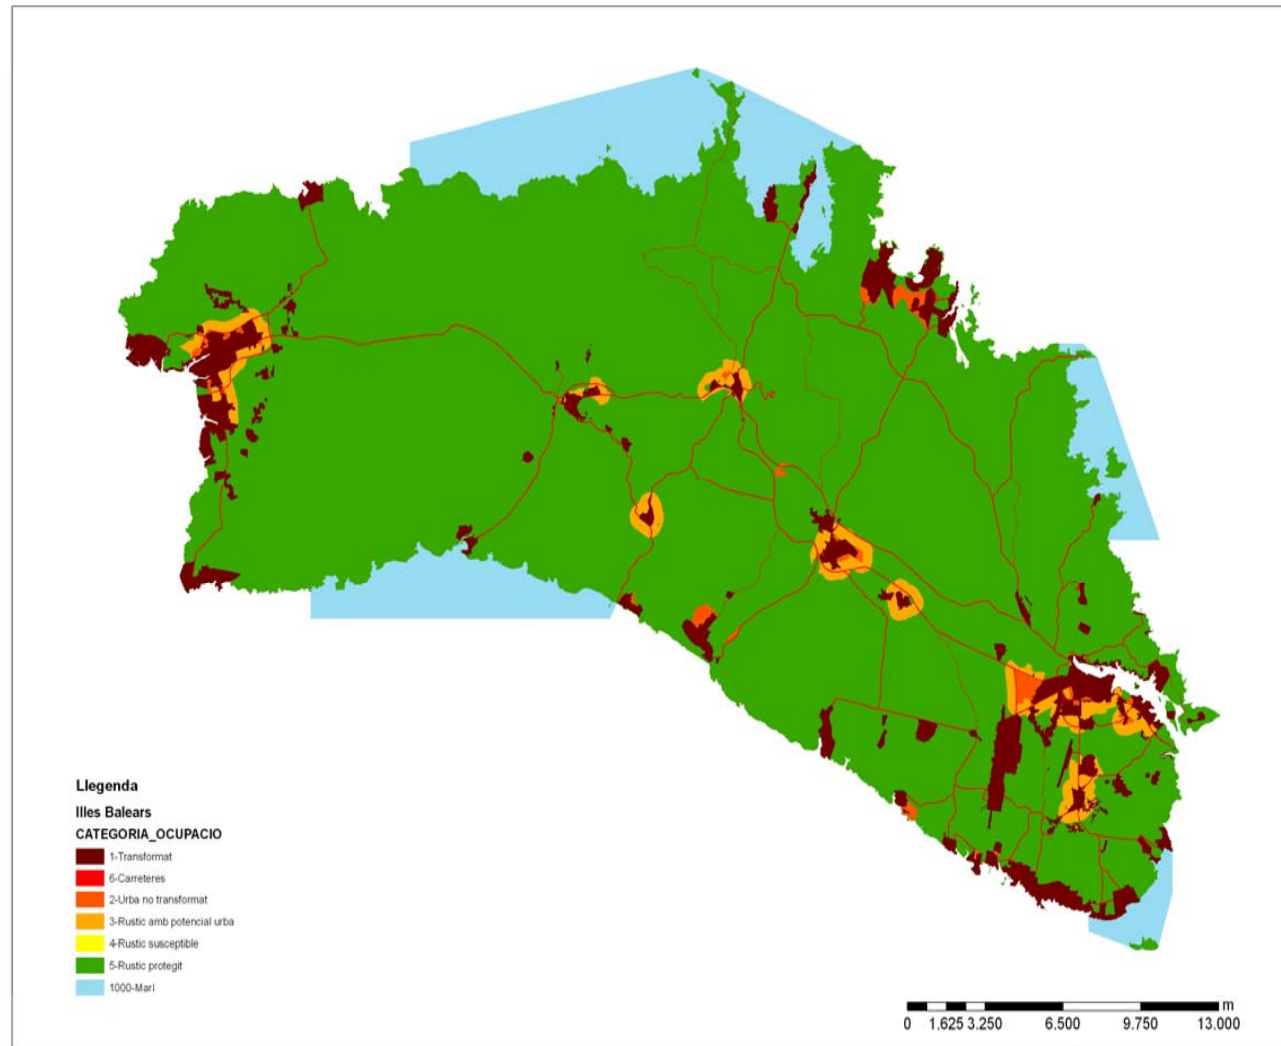 Llegenda
Illes Balears
CATEGORIA_OCUPACIO
1-Transformat
6-Carreteres
2-Urba no transformat
3-Rustic amb potencial urba
4-Rustic susceptible
5-Rustic protegit
1000-Marí
m
0 1.625 3.250 6.500 9.750 13.000